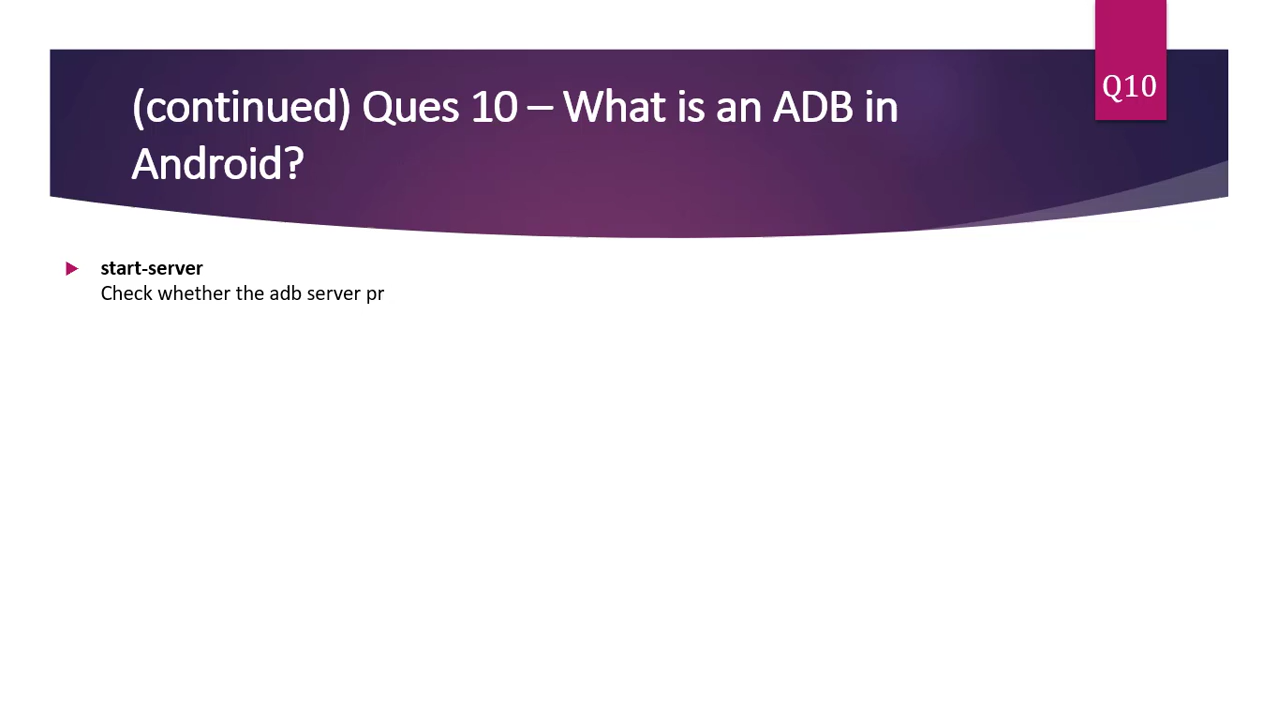 Q10
(continued) Ques 10 – What is an ADB in
Android?
start-server
Check whether the adb server pr